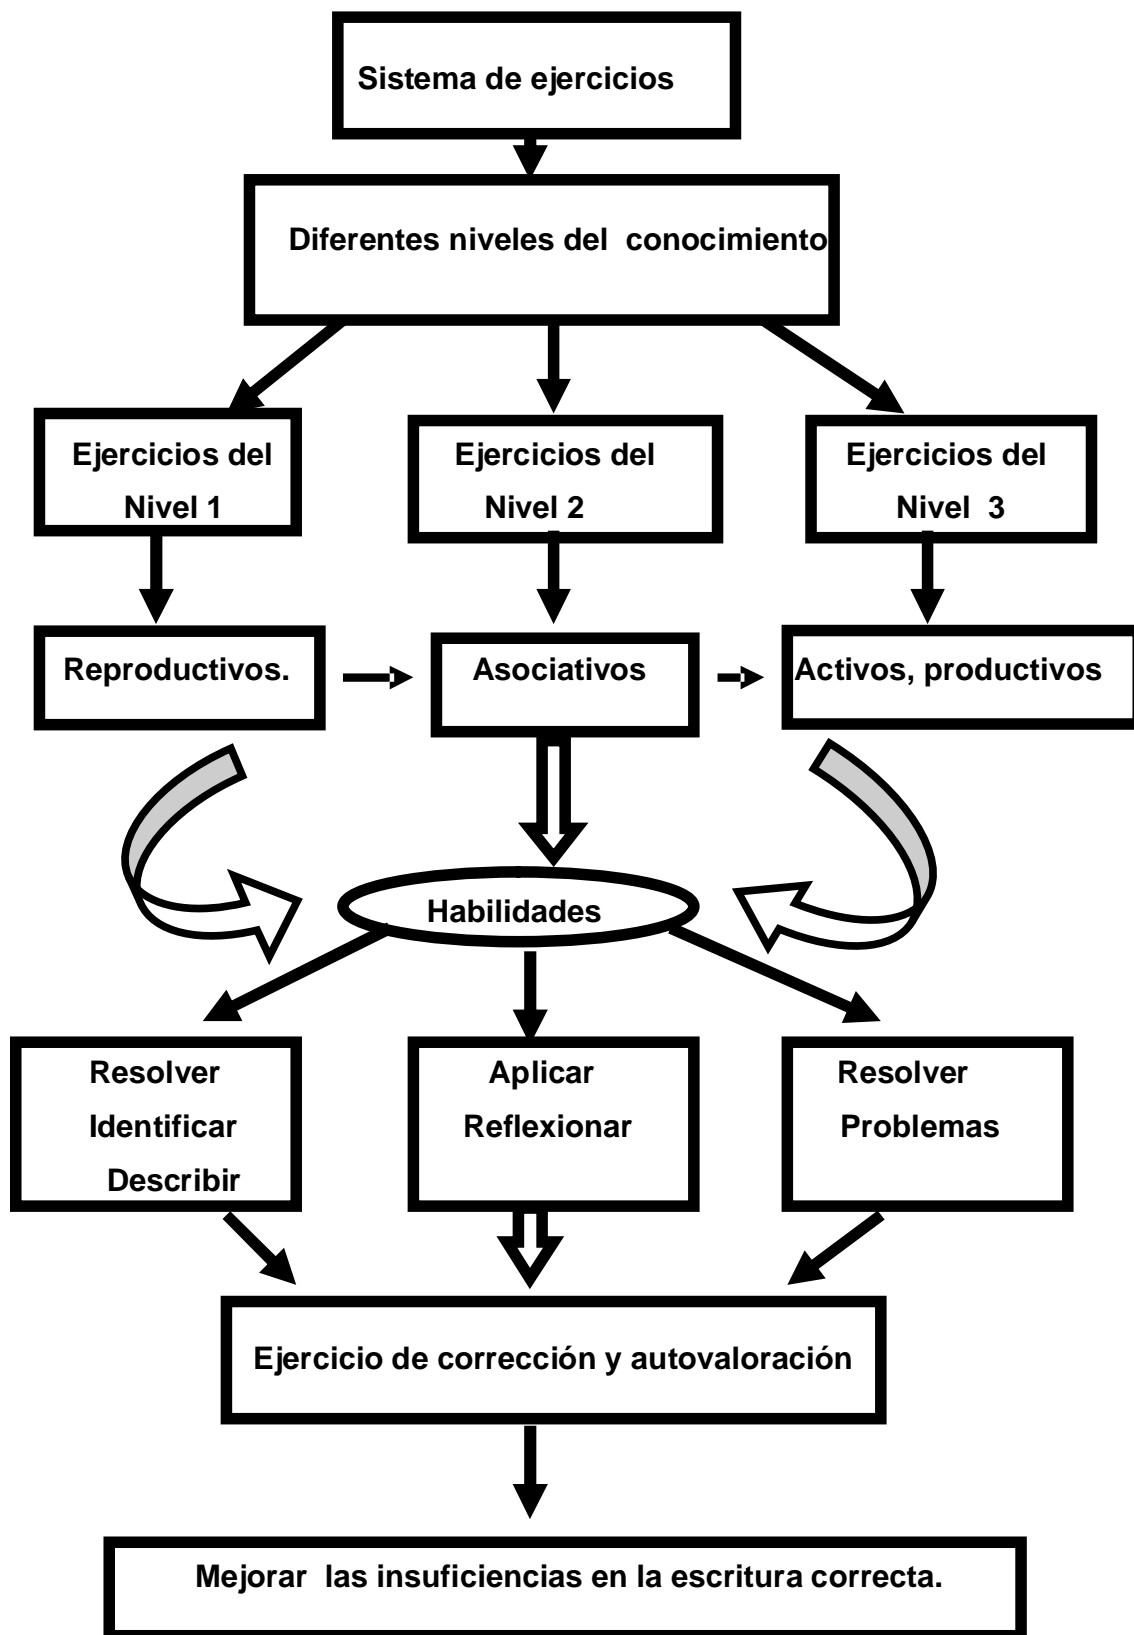 Sistema de ejercicios
Diferentes niveles del conocimiento
Ejercicios del
Nivel 1
Ejercicios del
Nivel 2
Ejercicios del
Nivel 3
Reproductivos.
Asociativos
Activos, productivos
Habilidades
Resolver
Identificar
Describir
Aplicar
Reflexionar
Resolver
Problemas
Ejercicio de corrección y autovaloración
Mejorar las insuficiencias en la escritura correcta.